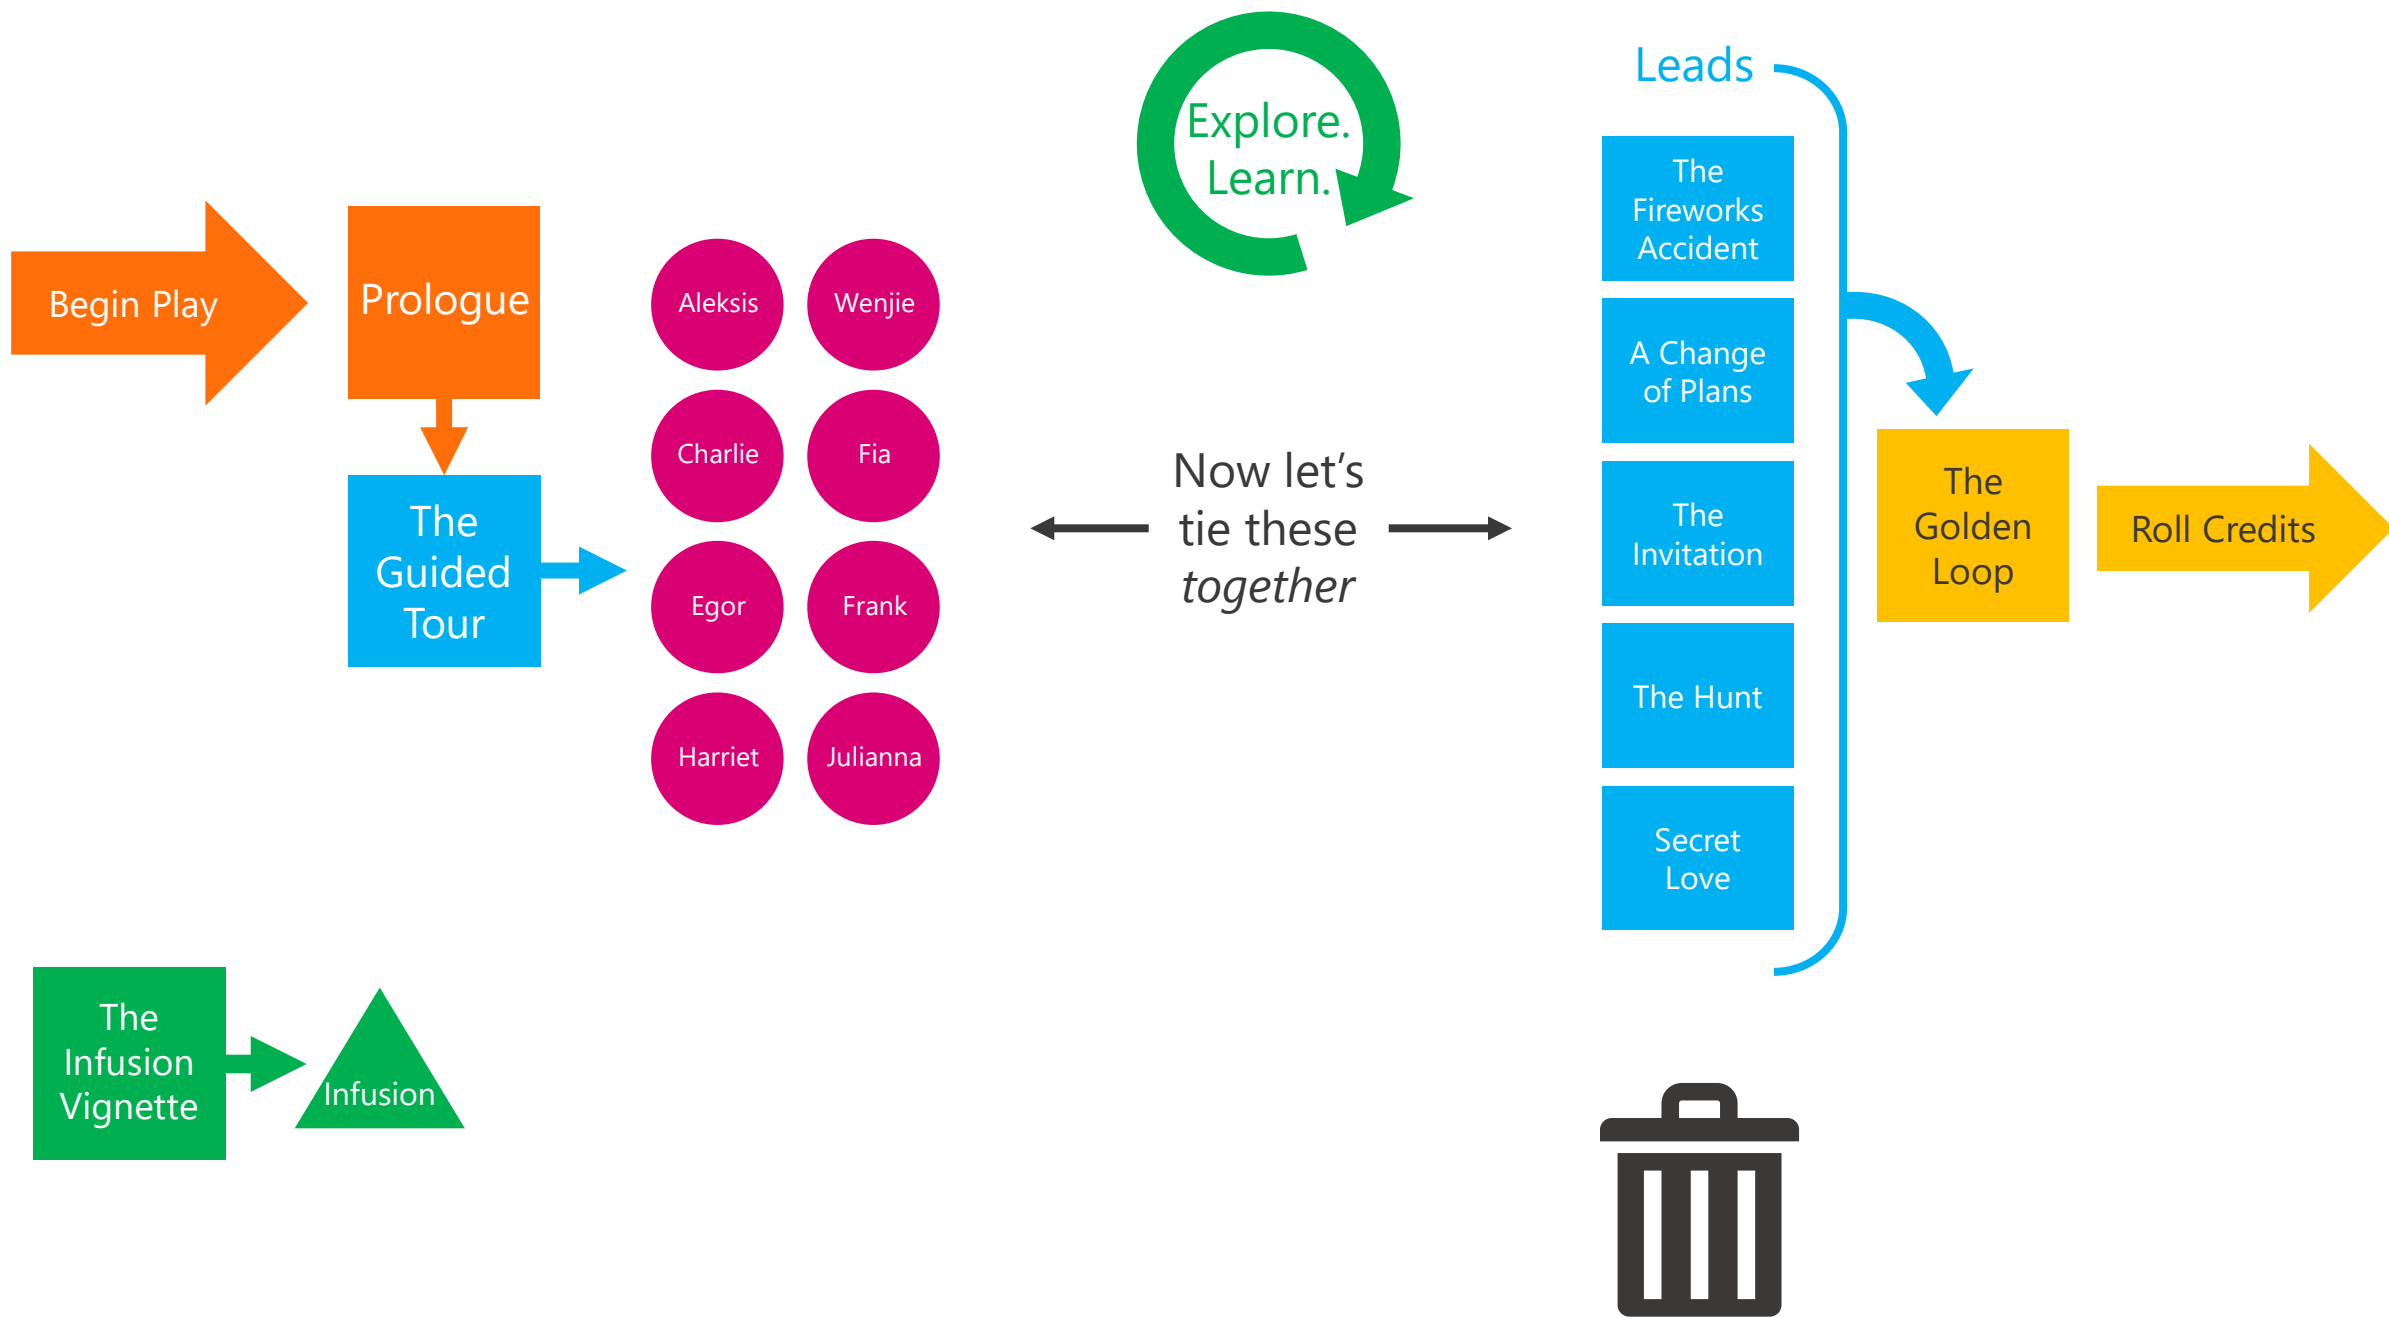 Begin Play
Prologue
The
Guided
Tour
Aleksis
Wenjie
Charlie
Fia
Egor
Frank
Harriet
Julianna
Explore.
Learn.
Now let’s
tie these
together
Leads
The
Fireworks
Accident
A Change
of Plans
The
Invitation
The Hunt
Secret
Love
The
Golden
Loop
Roll Credits
The
Infusion
Vignette
Infusion